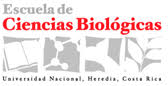 Escuela de
Ciencias Biológicas
Universidad Nacional, Heredia, Costa Rica